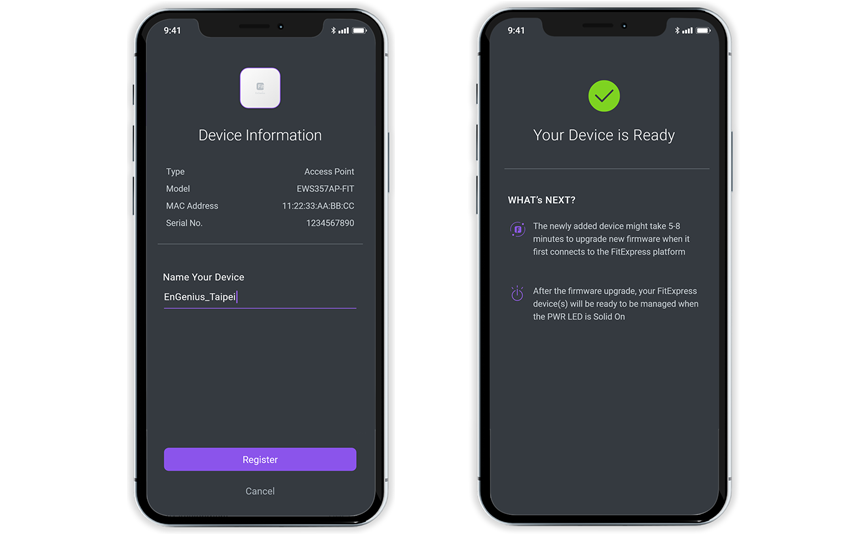 9:41
Device Information
Type Access Point
Model EWS357AP-FIT
MAC Address 11:22:33:AA:BB:CC
Serial No. 1234567890
Name Your Device
EnGenius_Taipei
Register
Cancel
9:41
Your Device is Ready
WHAT's NEXT?
The newly added device might take 5-8
minutes to upgrade new firmware when it
first connects to the FitExpress platform
After the firmware upgrade, your FitExpress
device(s) will be ready to be managed when
the PWR LED is Solid On